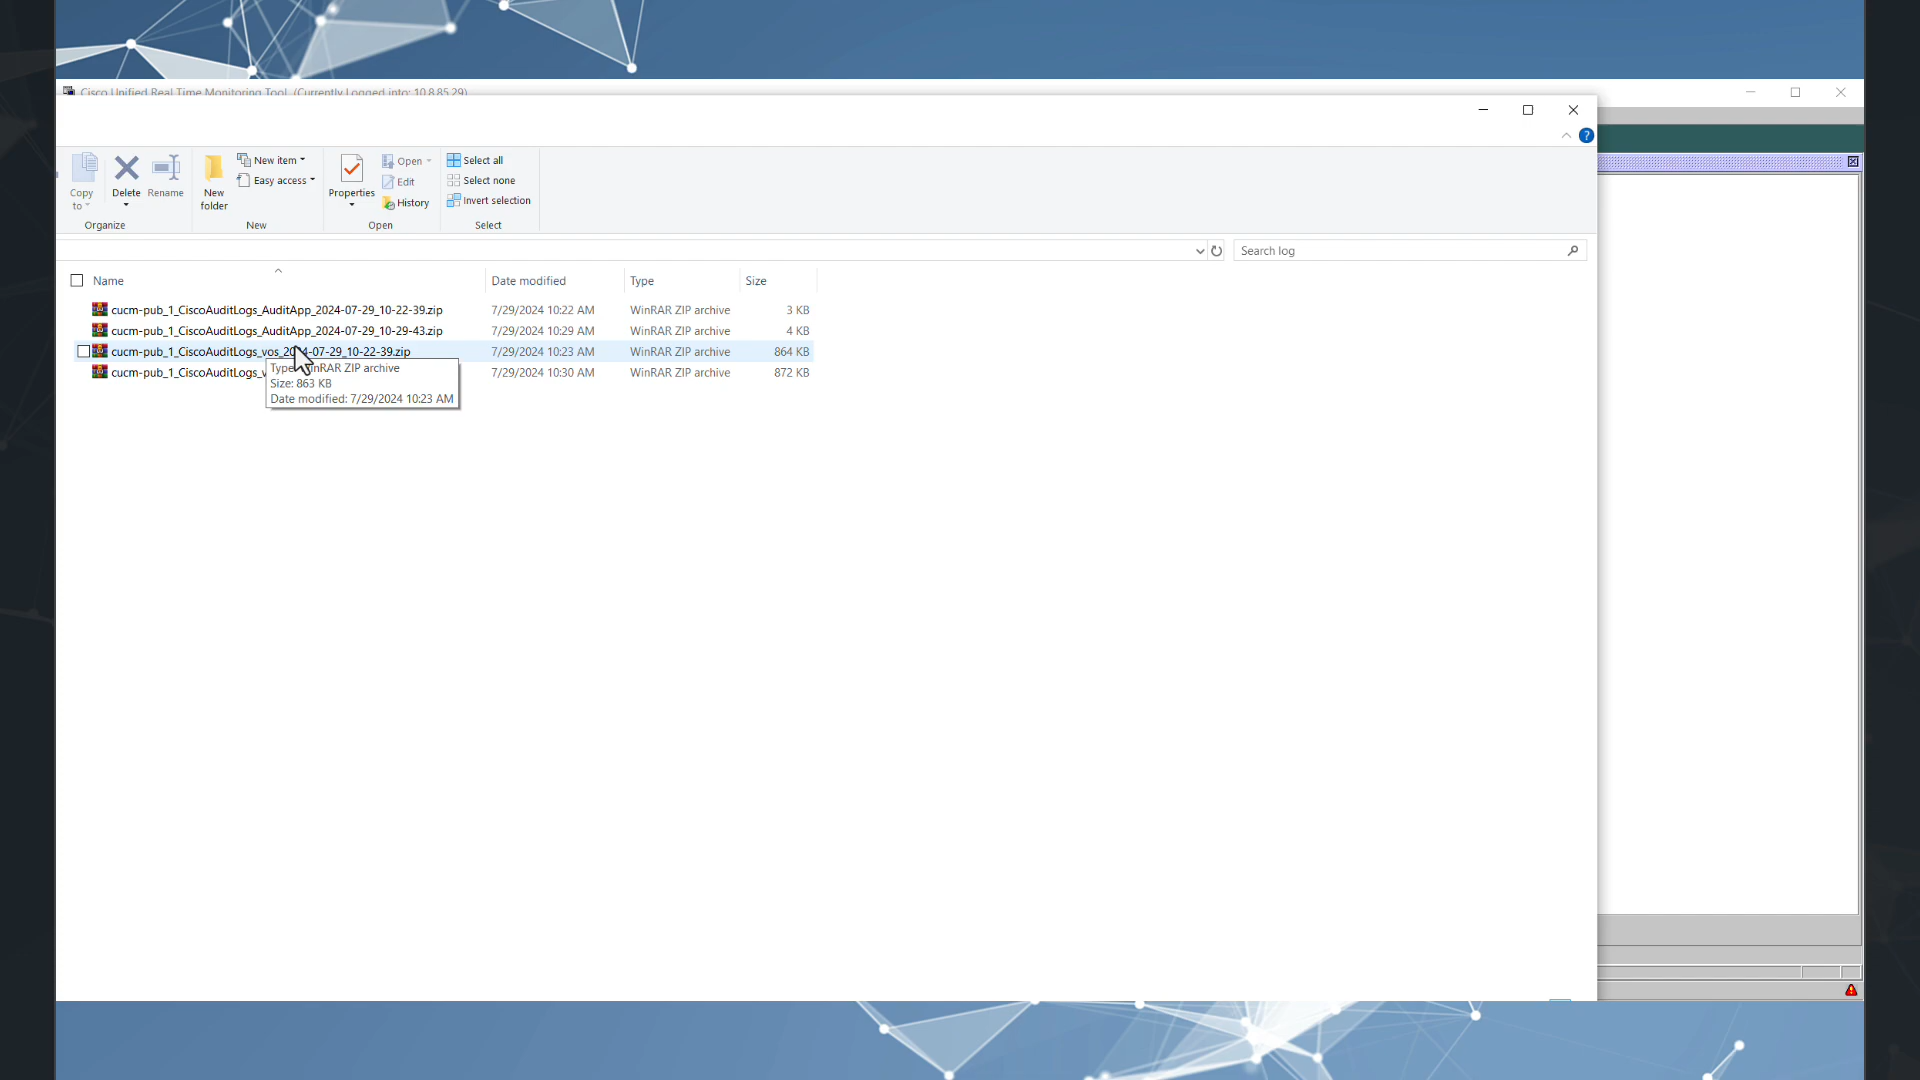 Cisco Unified Real Time Monitoring Tool (Currently Logged into: 10.8.85.29)
?
Copy
to
Delete
Rename
Organize
New
folder
New item
Easy access
New
Properties
Open
Edit
History
Open
Select all
Select none
Invert selection
Select
Search log
Name
Date modified
Type
Size
cucm-pub_1_CiscoAuditLogs_AuditApp_2024-07-29_10-22-39.zip 7/29/2024 10:22 AM WinRAR ZIP archive 3 KB
cucm-pub_1_CiscoAuditLogs_AuditApp_2024-07-29_10-29-43.zip 7/29/2024 10:29 AM WinRAR ZIP archive 4 KB
cucm-pub_1_CiscoAuditLogs_vos_2024-07-29_10-22-39.zip 7/29/2024 10:23 AM WinRAR ZIP archive 864 KB
cucm-pub_1_CiscoAuditLogs_v 7/29/2024 10:30 AM WinRAR ZIP archive 872 KB
Type: WinRAR ZIP archive
Size: 863 KB
Date modified: 7/29/2024 10:23 AM